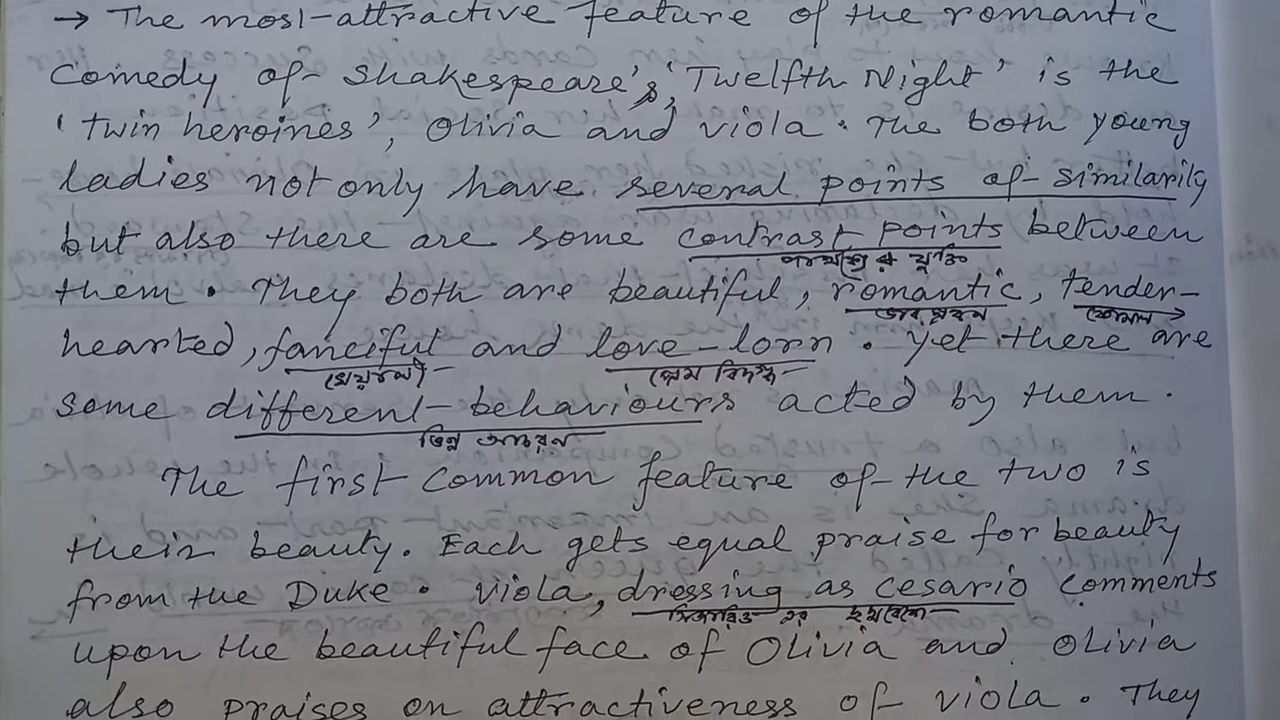 → The most-attractive feature of the romantic
Comedy of Shakespeare's, 'Twelfth Night' is the
'twin heroines', Olivia and viola. The both young
ladies not only have several points of similarity
but also there are some contrast points between
them. They both are beautiful, romantic, tender-
কোমল
hearted, fanciful and love-lorn. Yet there are
খেয়ালী প্রেম বিদগ্ধ
some different behaviours acted by them.
ভিন্ন আচরণ
The first common feature of the two is
their beauty. Each gets equal praise for beauty
from the Duke. viola, dressing as cesario comments
ছদ্মবেশে
upon the beautiful face of Olivia and Olivia
also praises on attractiveness of viola. They